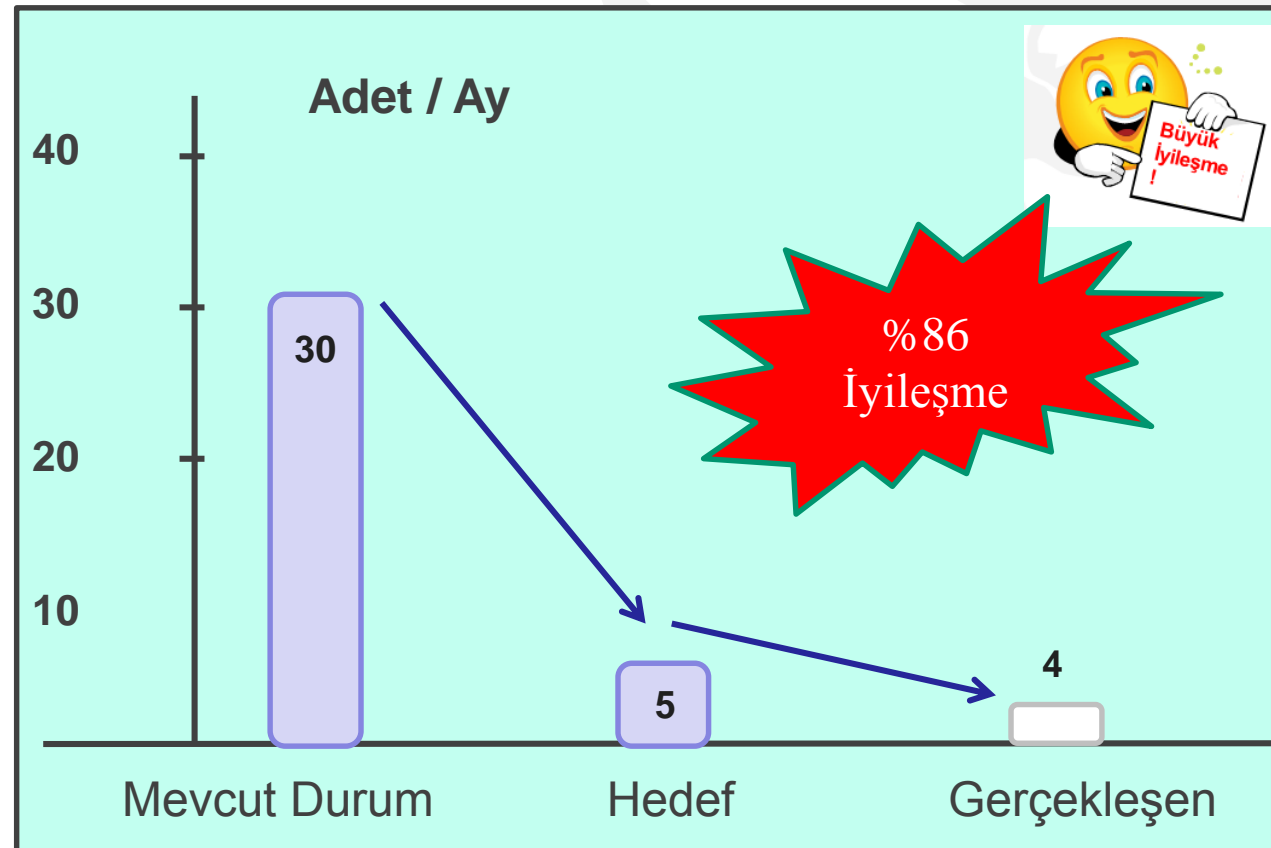 Adet / Ay
Büyük
İyileşme
!
40
30
30
%86
İyileşme
20
10
5
4
Mevcut Durum
Hedef
Gerçekleşen